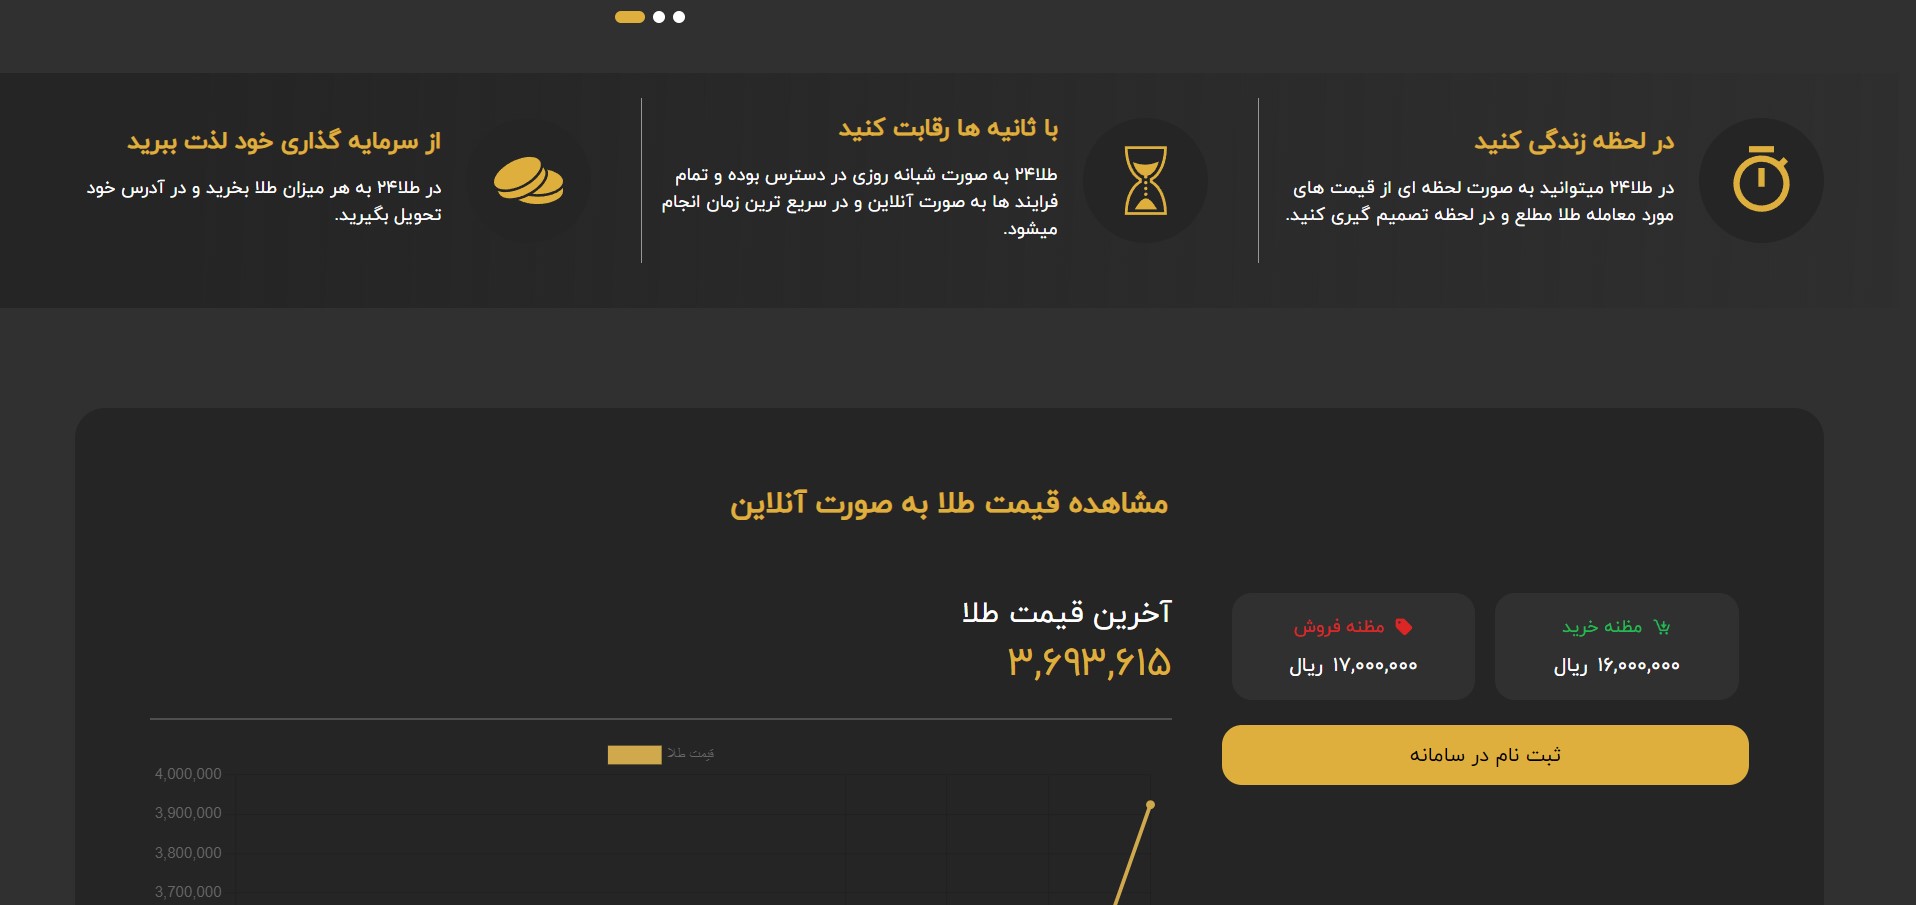 در لحظه زندگی کنید
در طلا۲۴ میتوانید به صورت لحظه ای از قیمت های
مورد معامله طلا مطلع و در لحظه تصمیم گیری کنید.
با ثانیه ها رقابت کنید
طلا۲۴ به صورت شبانه روزی در دسترس بوده و تمام
فرایند ها به صورت آنلاین و در سریع ترین زمان انجام
میشود.
از سرمایه گذاری خود لذت ببرید
در طلا۲۴ به هر میزان طلا بخرید و در آدرس خود
تحویل بگیرید.
مشاهده قیمت طلا به صورت آنلاین
مظنه خرید
۱۶,۰۰۰,۰۰۰ ریال
مظنه فروش
۱۷,۰۰۰,۰۰۰ ریال
ثبت نام در سامانه
آخرین قیمت طلا
۳,۶۹۳,۶۱۵
قیمت طلا
4,000,000
3,900,000
3,800,000
3,700,000